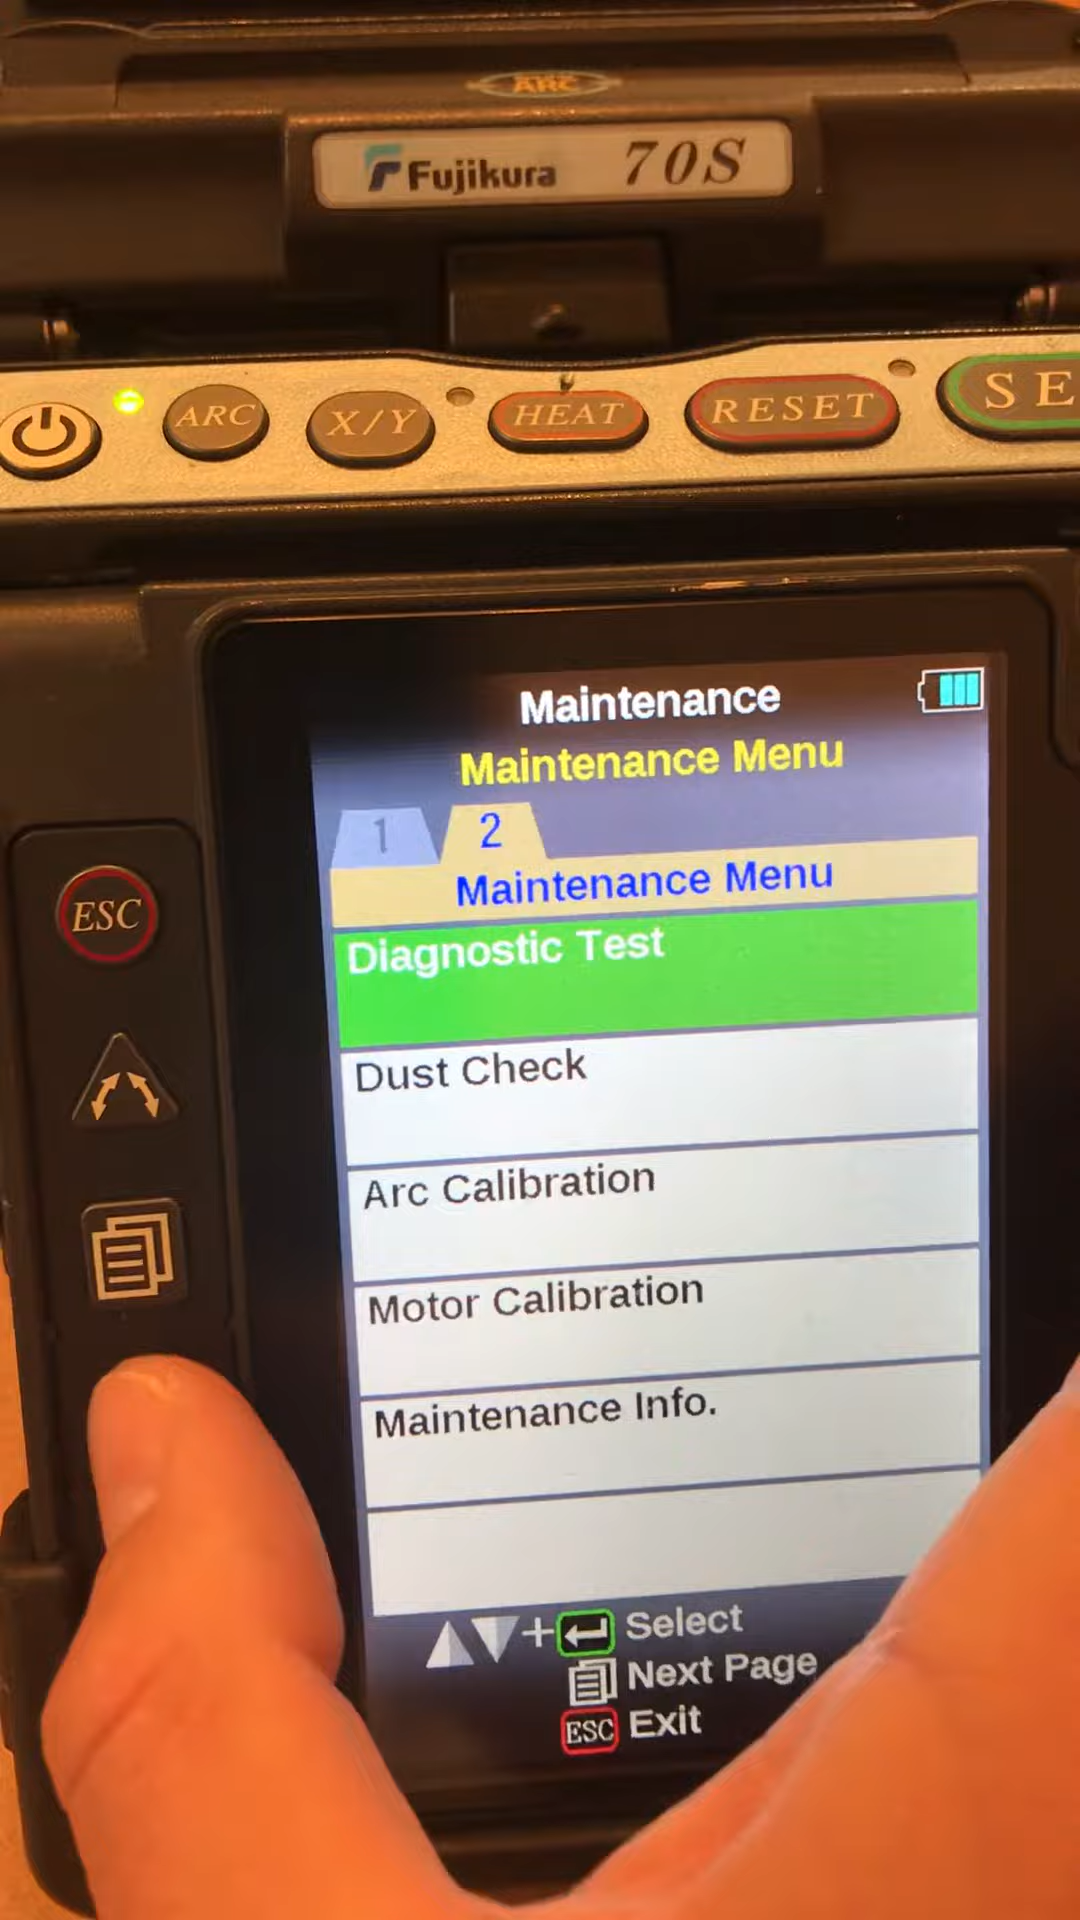 ARC
Fujikura 70S
ARC X/Y HEAT RESET SE
Maintenance
Maintenance Menu
1 2
Maintenance Menu
ESC
Diagnostic Test
Dust Check
Arc Calibration
Motor Calibration
Maintenance Info.
+ Select
Next Page
ESC Exit